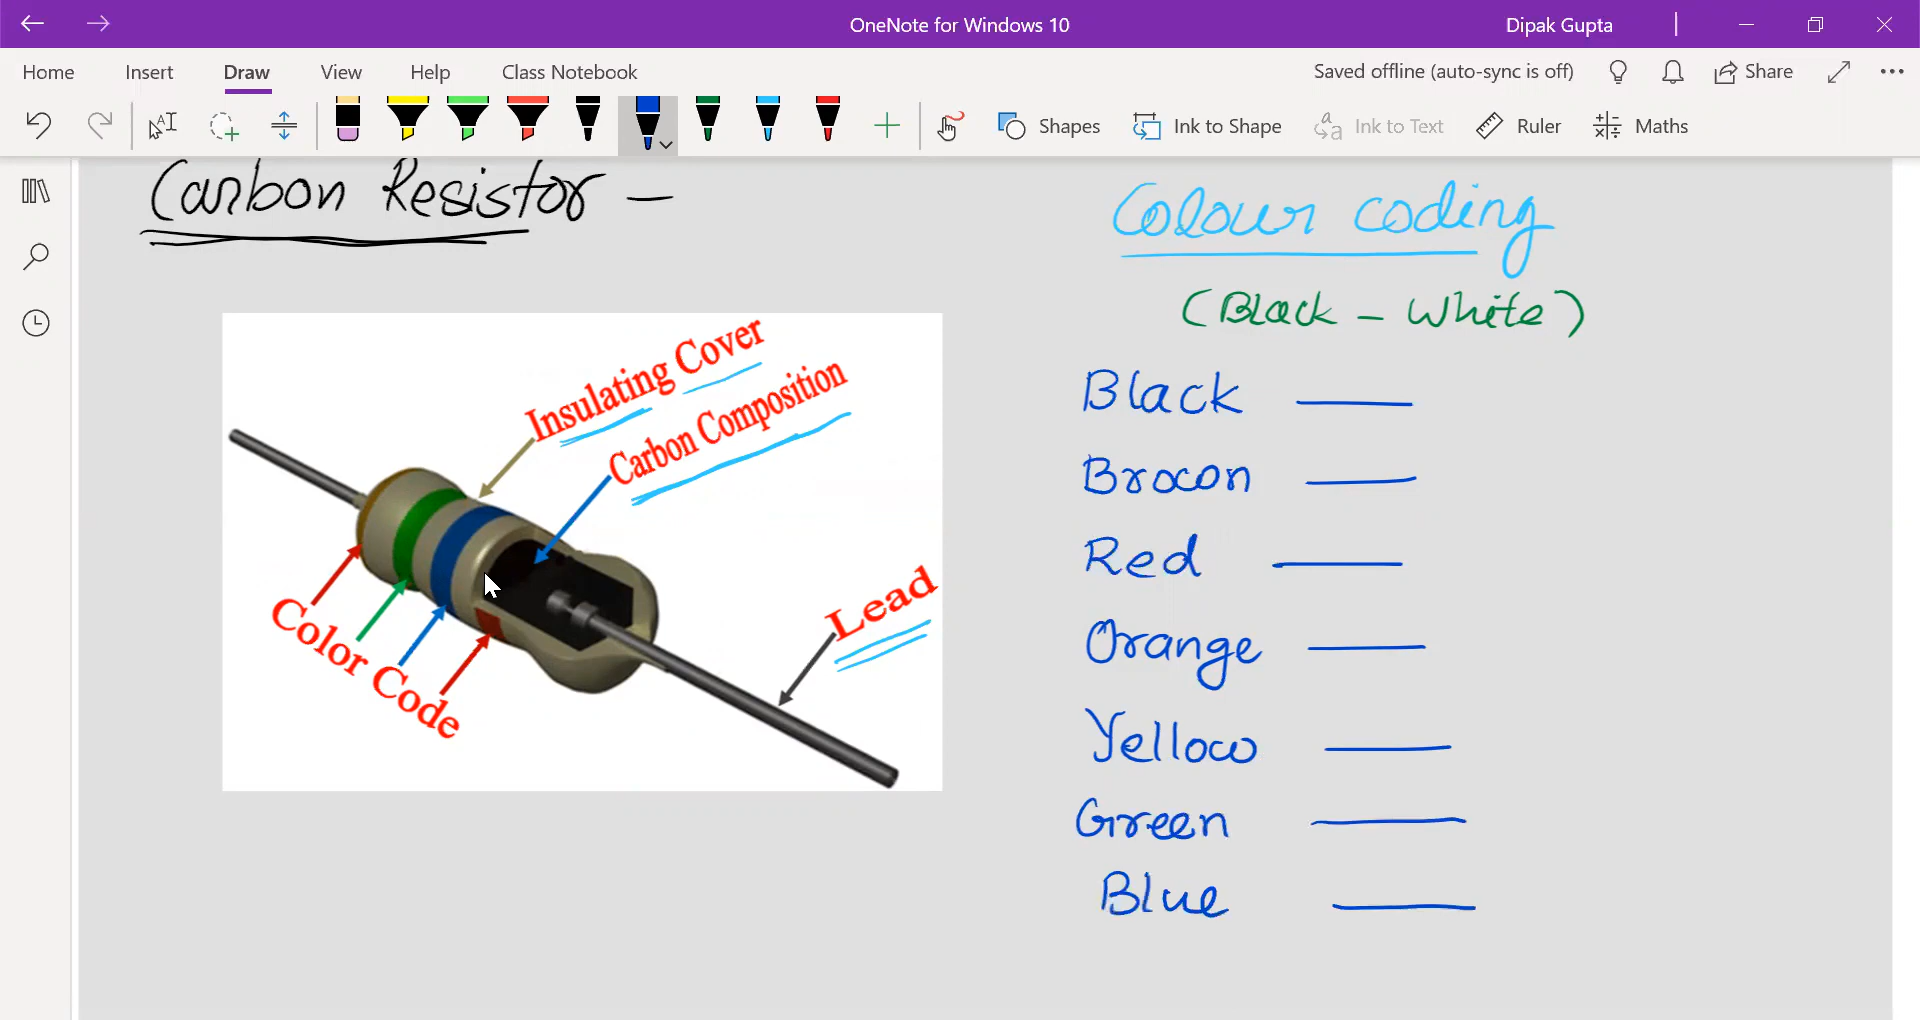 OneNote for Windows 10
Dipak Gupta
Home Insert Draw View Help Class Notebook
Saved offline (auto-sync is off) Share
Shapes Ink to Shape Ink to Text Ruler Maths
Carbon Resistor —
Colour coding
(Black - White)
Insulating Cover
Carbon Composition
Lead
Color Code
Black —
Brown —
Red —
Orange —
Yellow —
Green —
Blue —